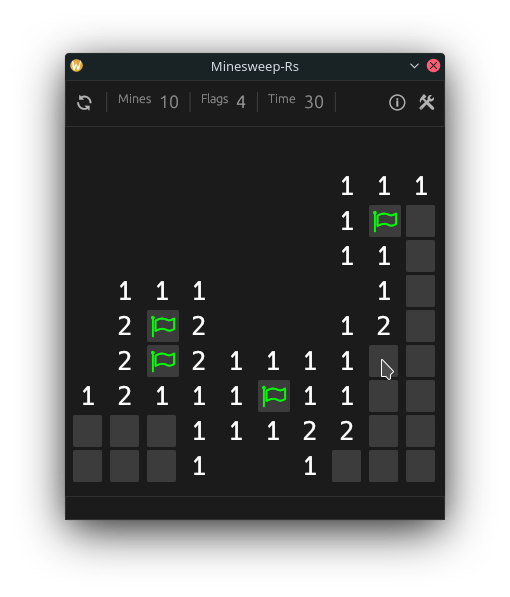 Minesweep-Rs
Mines 10 Flags 4 Time 30
1 1 1
1
1 1
1 1 1 1
2 2 1 2
2 2 1 1 1 1
1 2 1 1 1 1 1
1 1 1 2 2
1 1